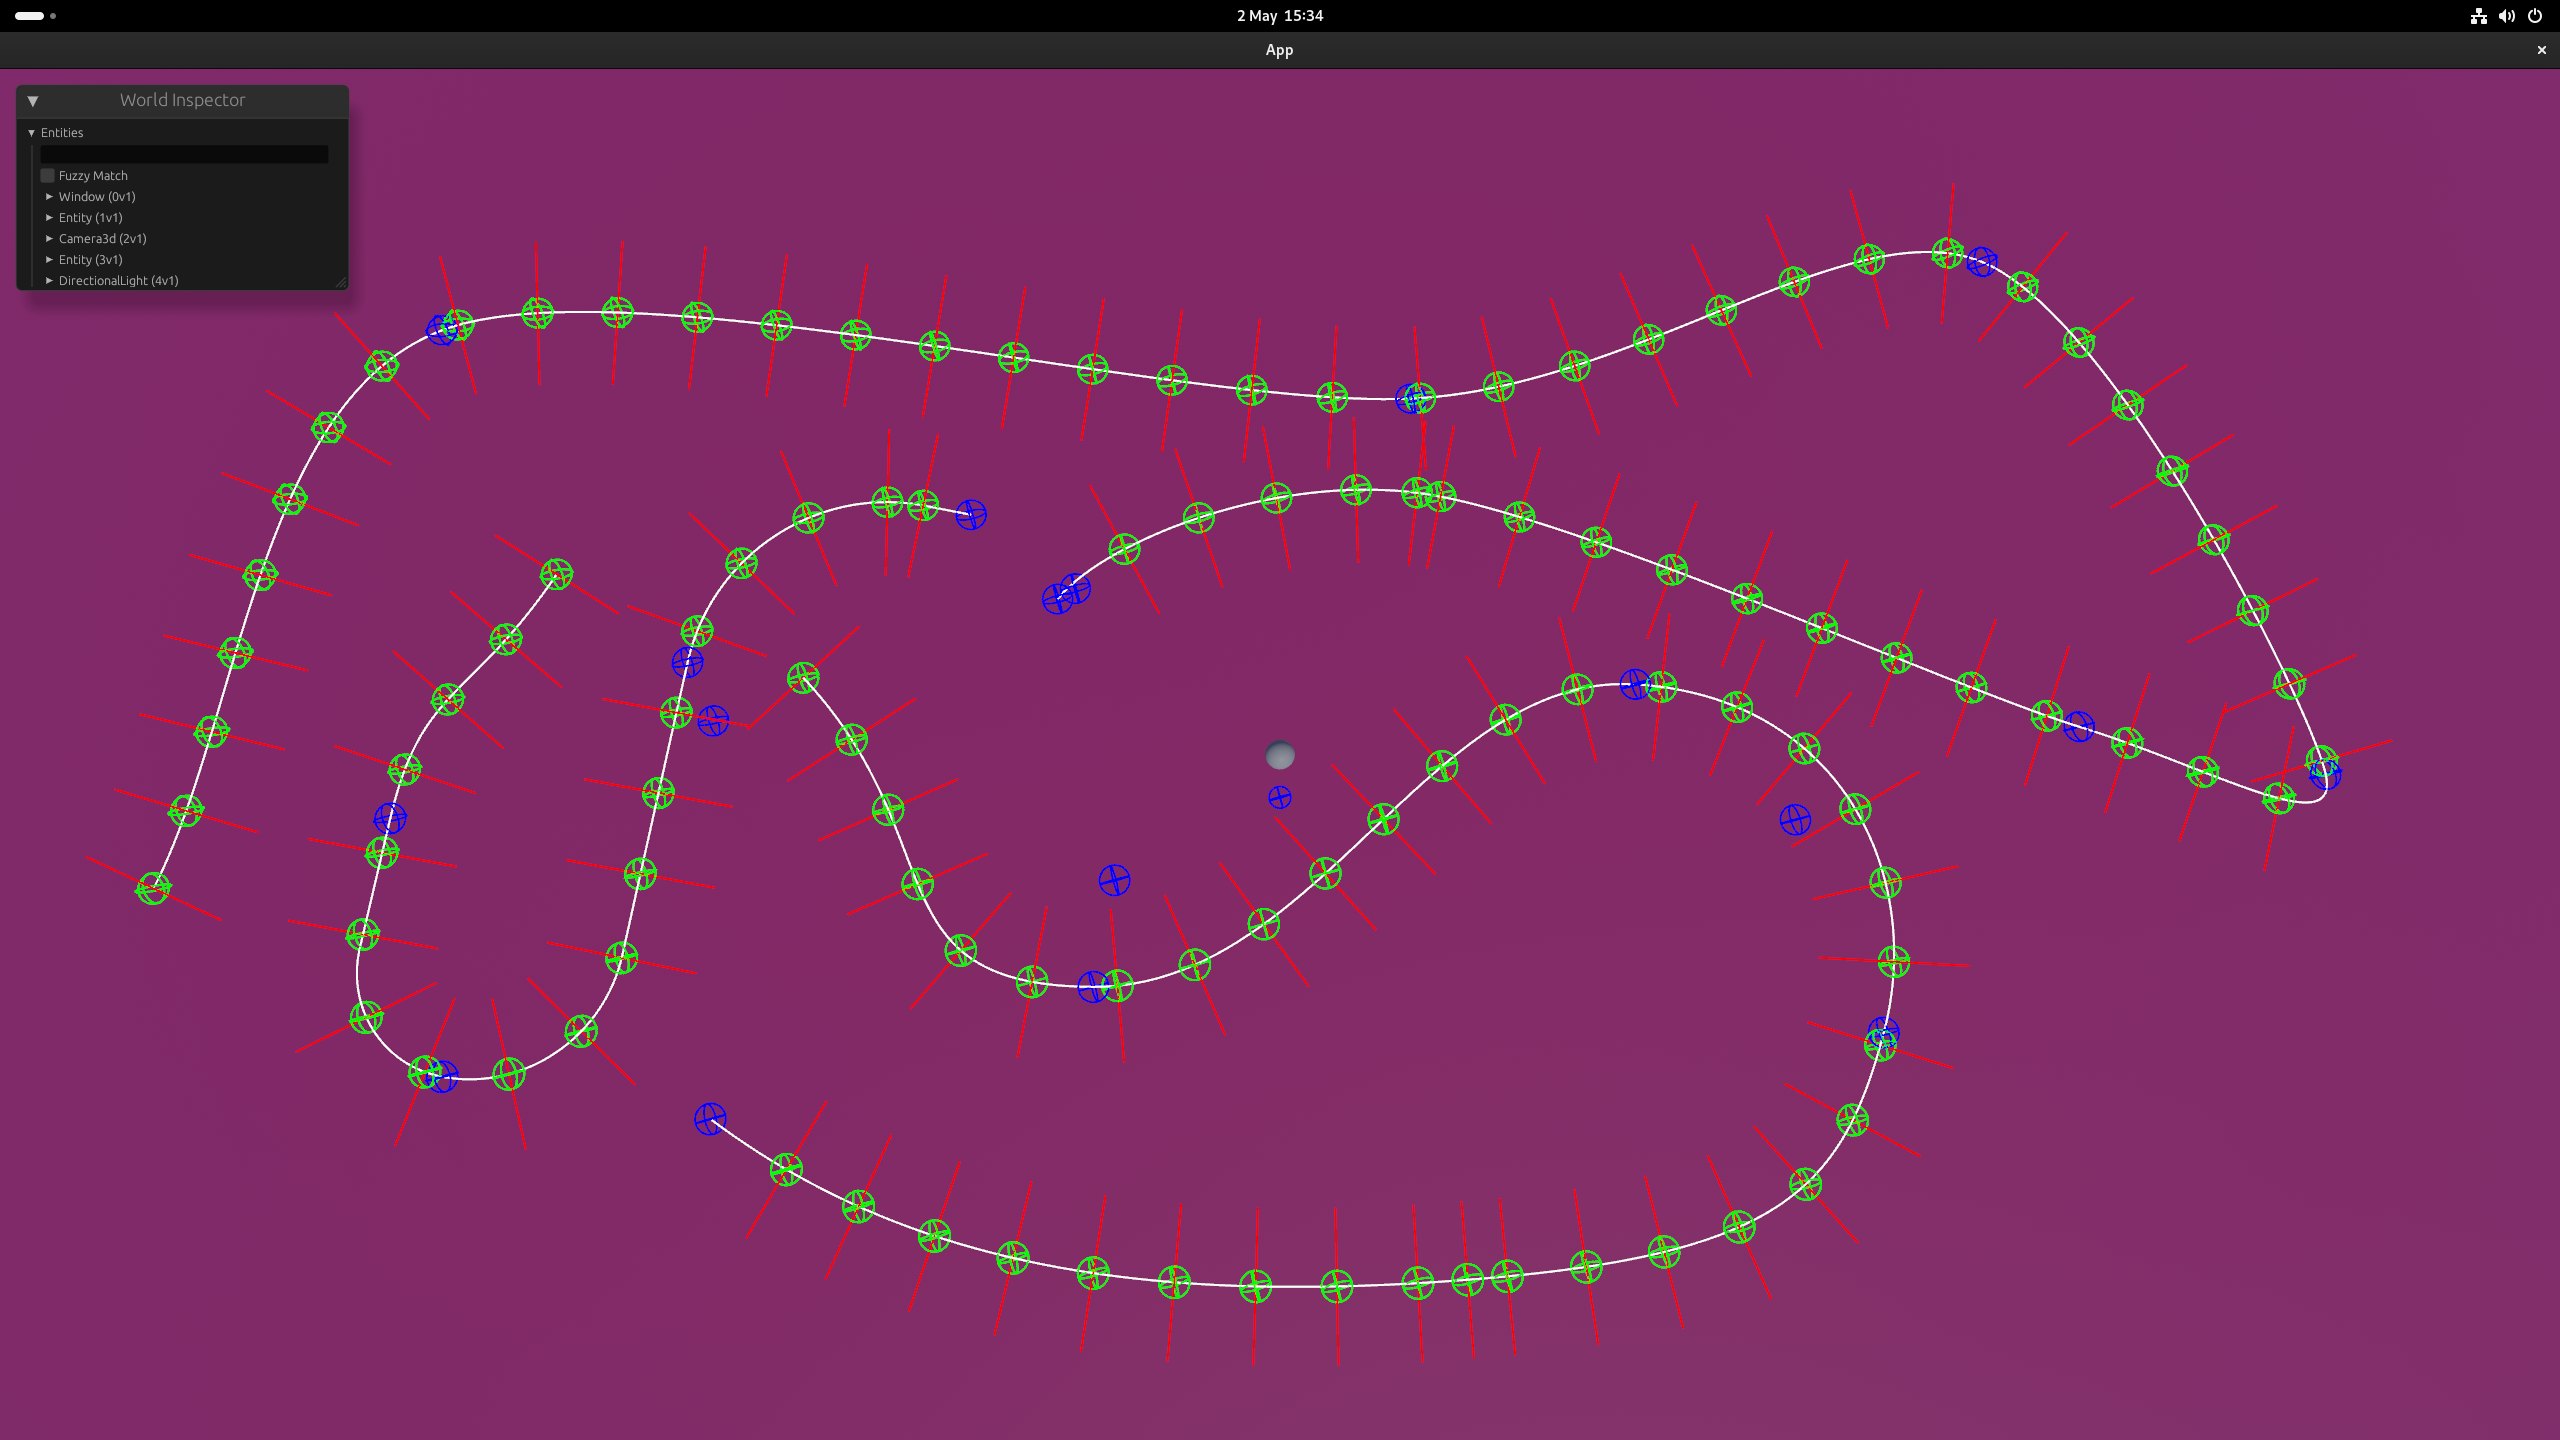 2 May 15:34
App
World Inspector
Entities
Fuzzy Match
Window (0v1)
Entity (1v1)
Camera3d (2v1)
Entity (3v1)
DirectionalLight (4v1)